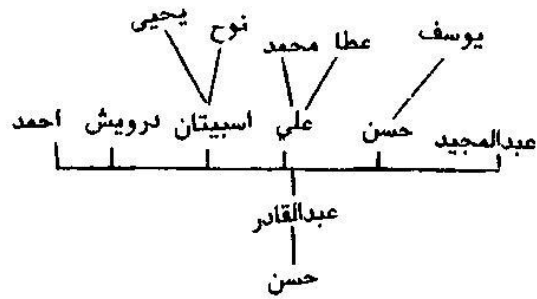 يوسف
عطا
محمد
نوح
يحيى
عبدالمجيد
حسن
علي
اسبيتان
درويش
احمد
عبدالقادر
حسن